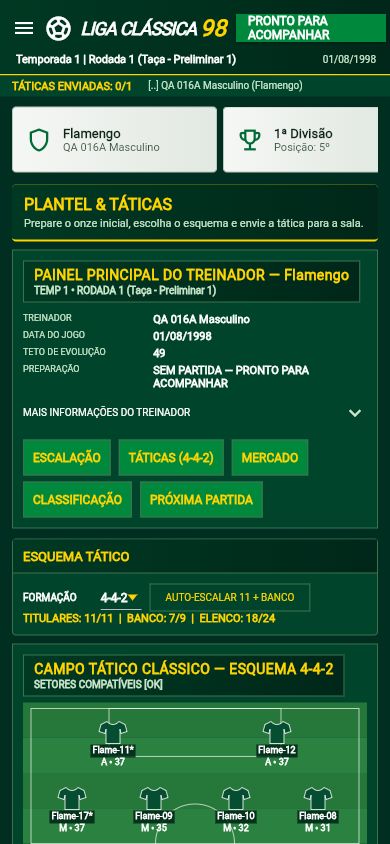 LIGA CLÁSSICA 98
PRONTO PARA
ACOMPANHAR
Temporada 1 | Rodada 1 (Taça - Preliminar 1)
01/08/1998
TÁTICAS ENVIADAS: 0/1
[..] QA 016A Masculino (Flamengo)
Flamengo
QA 016A Masculino
1ª Divisão
Posição: 5º
PLANTEL & TÁTICAS
Prepare o onze inicial, escolha o esquema e envie a tática para a sala.
PAINEL PRINCIPAL DO TREINADOR — Flamengo
TEMP 1 • RODADA 1 (Taça - Preliminar 1)
TREINADOR
QA 016A Masculino
DATA DO JOGO
01/08/1998
TETO DE EVOLUÇÃO
49
PREPARAÇÃO
SEM PARTIDA — PRONTO PARA
ACOMPANHAR
MAIS INFORMAÇÕES DO TREINADOR
ESCALAÇÃO
TÁTICAS (4-4-2)
MERCADO
CLASSIFICAÇÃO
PRÓXIMA PARTIDA
ESQUEMA TÁTICO
FORMAÇÃO
4-4-2
AUTO-ESCALAR 11 + BANCO
TITULARES: 11/11 | BANCO: 7/9 | ELENCO: 18/24
CAMPO TÁTICO CLÁSSICO — ESQUEMA 4-4-2
SETORES COMPATÍVEIS [OK]
Flame-11*
A • 37
Flame-12
A • 37
Flame-17*
M • 37
Flame-09
M • 35
Flame-10
M • 32
Flame-08
M • 31